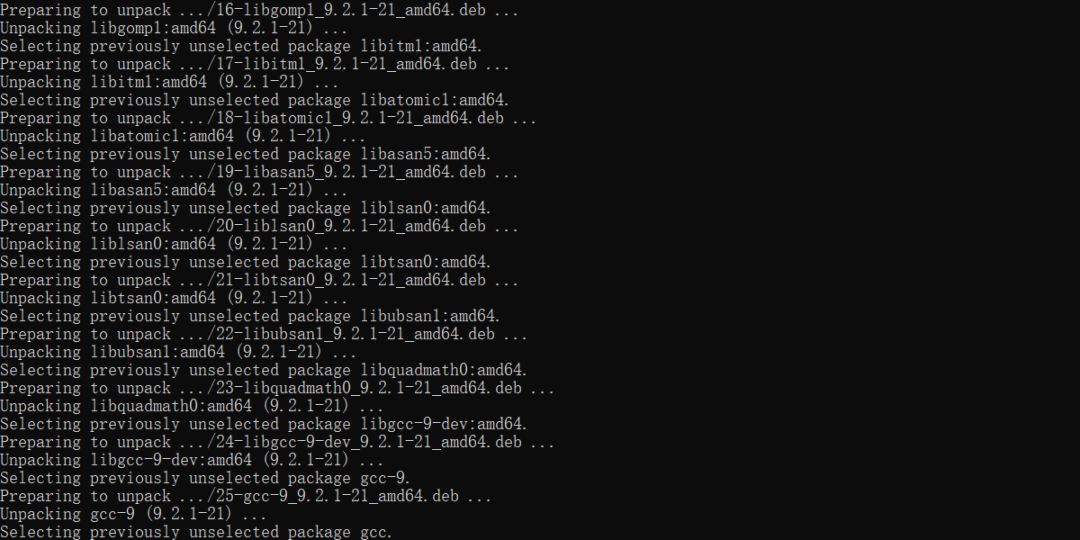 Preparing to unpack .../16-libgomp1_9.2.1-21_amd64.deb ...
Unpacking libgomp1:amd64 (9.2.1-21) ...
Selecting previously unselected package libitm1:amd64.
Preparing to unpack .../17-libitm1_9.2.1-21_amd64.deb ...
Unpacking libitm1:amd64 (9.2.1-21) ...
Selecting previously unselected package libatomic1:amd64.
Preparing to unpack .../18-libatomic1_9.2.1-21_amd64.deb ...
Unpacking libatomic1:amd64 (9.2.1-21) ...
Selecting previously unselected package libasan5:amd64.
Preparing to unpack .../19-libasan5_9.2.1-21_amd64.deb ...
Unpacking libasan5:amd64 (9.2.1-21) ...
Selecting previously unselected package liblsan0:amd64.
Preparing to unpack .../20-liblsan0_9.2.1-21_amd64.deb ...
Unpacking liblsan0:amd64 (9.2.1-21) ...
Selecting previously unselected package libtsan0:amd64.
Preparing to unpack .../21-libtsan0_9.2.1-21_amd64.deb ...
Unpacking libtsan0:amd64 (9.2.1-21) ...
Selecting previously unselected package libubsan1:amd64.
Preparing to unpack .../22-libubsan1_9.2.1-21_amd64.deb ...
Unpacking libubsan1:amd64 (9.2.1-21) ...
Selecting previously unselected package libquadmath0:amd64.
Preparing to unpack .../23-libquadmath0_9.2.1-21_amd64.deb ...
Unpacking libquadmath0:amd64 (9.2.1-21) ...
Selecting previously unselected package libgcc-9-dev:amd64.
Preparing to unpack .../24-libgcc-9-dev_9.2.1-21_amd64.deb ...
Unpacking libgcc-9-dev:amd64 (9.2.1-21) ...
Selecting previously unselected package gcc-9.
Preparing to unpack .../25-gcc-9_9.2.1-21_amd64.deb ...
Unpacking gcc-9 (9.2.1-21) ...
Selecting previously unselected package gcc.